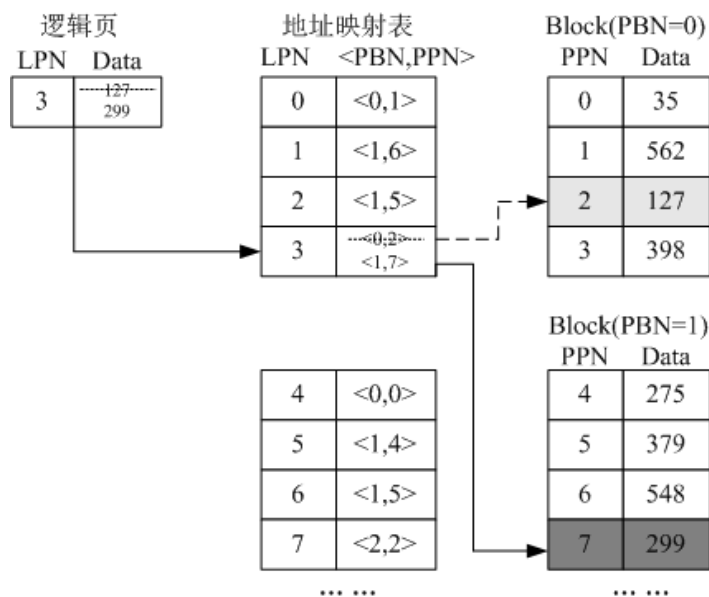 逻辑页 地址映射表 Block(PBN=0)
LPN Data LPN <PBN,PPN> PPN Data
3 127 299
0 <0,1> 0 35
1 <1,6> 1 562
2 <1,5> 2 127
3 <0,2> <1,7> 3 398
Block(PBN=1)
PPN Data
4 <0,0> 4 275
5 <1,4> 5 379
6 <1,5> 6 548
7 <2,2> 7 299
... ... ... ...